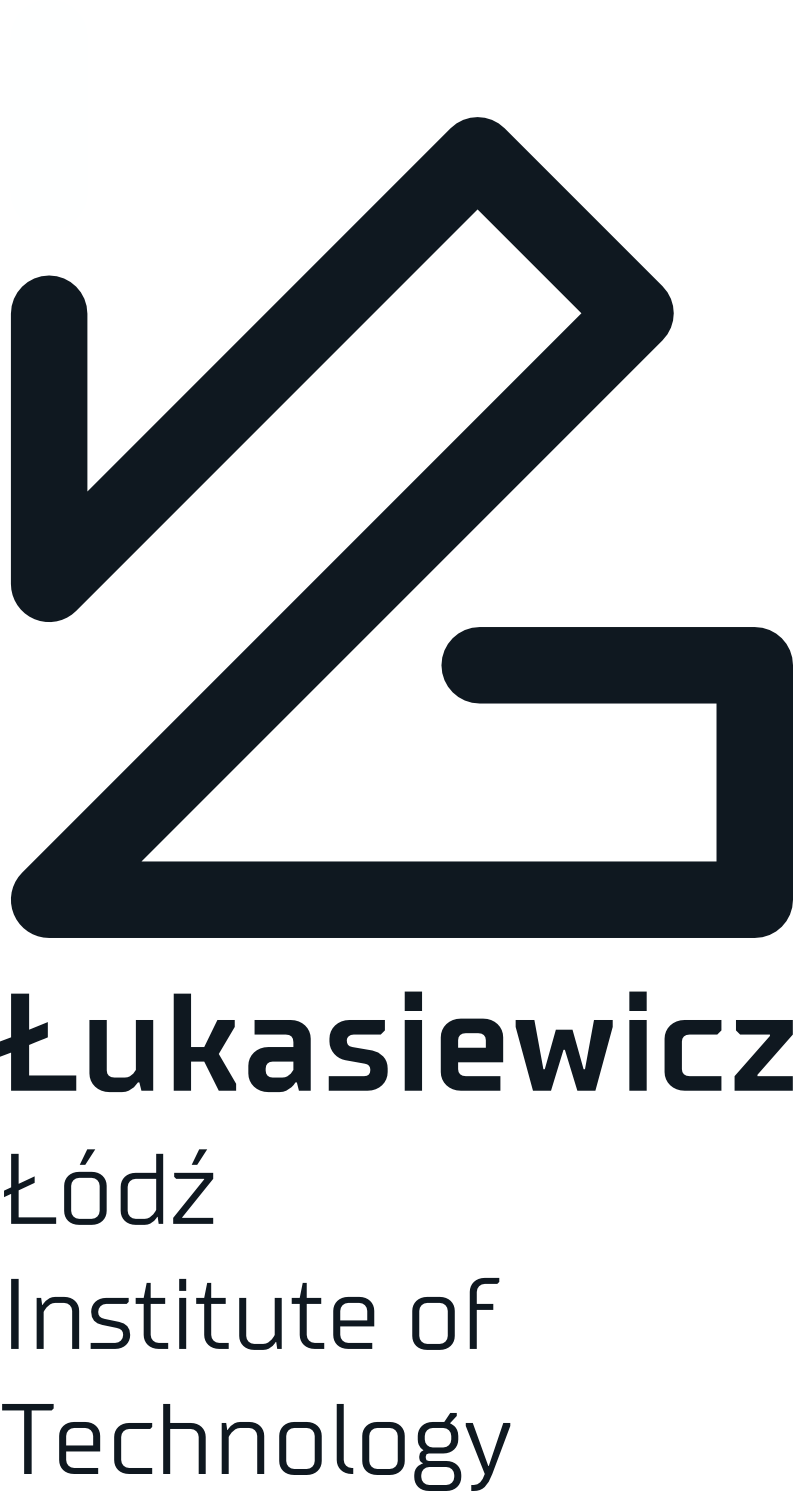 Łukasiewicz
Łódź
Institute of
Technology